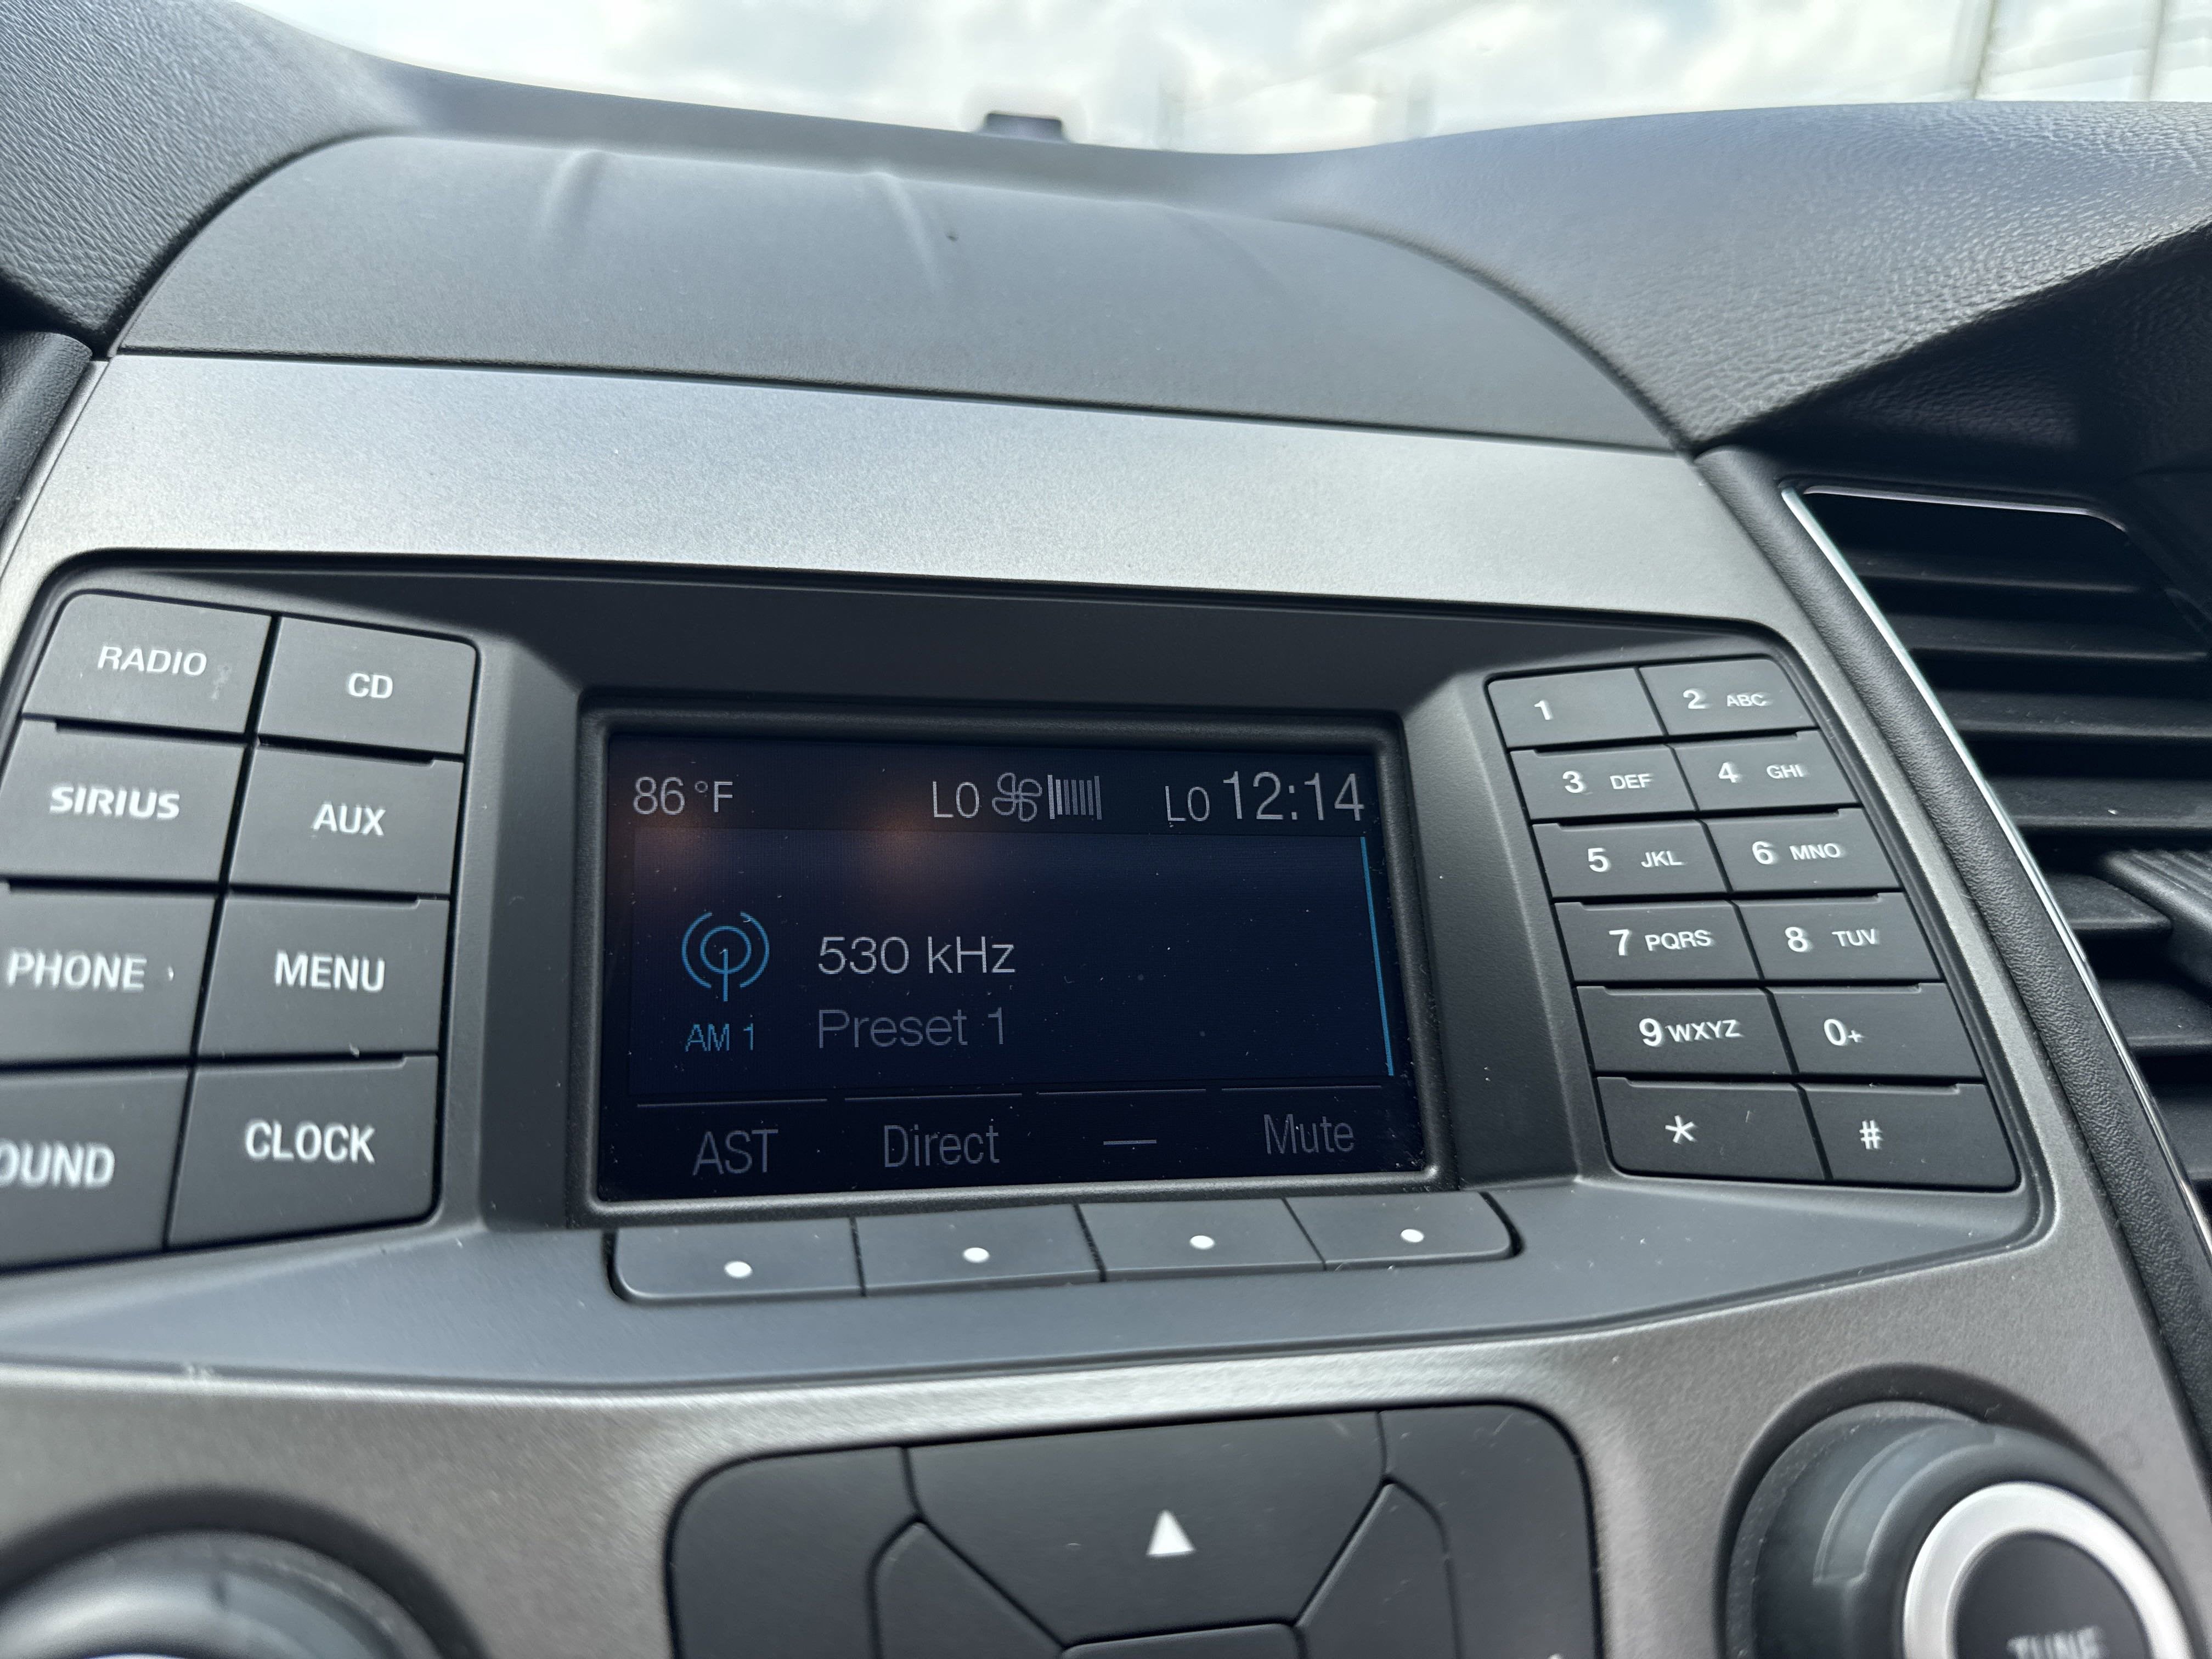 RADIO
CD
SIRIUS
AUX
PHONE
MENU
OUND
CLOCK
86°F LO LO 12:14
530 kHz
AM 1 Preset 1
AST Direct — Mute
1 2 ABC
3 DEF 4 GHI
5 JKL 6 MNO
7 PQRS 8 TUV
9 WXYZ 0+
* #
TUNE